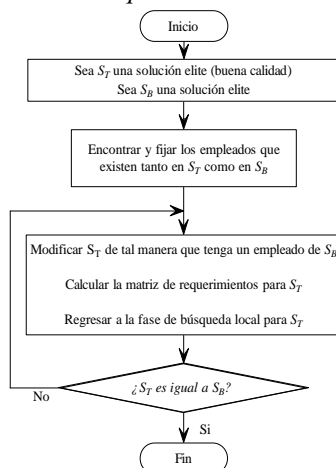 Inicio
Sea S_T una solución elite (buena calidad)
Sea S_B una solución elite
Encontrar y fijar los empleados que
existen tanto en S_T como en S_B
Modificar S_T de tal manera que tenga un empleado de S_B
Calcular la matriz de requerimientos para S_T
Regresar a la fase de búsqueda local para S_T
¿S_T es igual a S_B?
No
Si
Fin